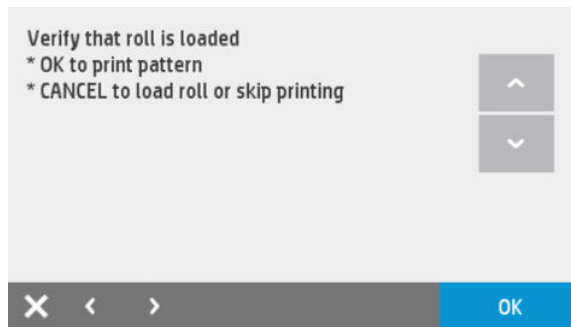 Verify that roll is loaded
* OK to print pattern
* CANCEL to load roll or skip printing
OK